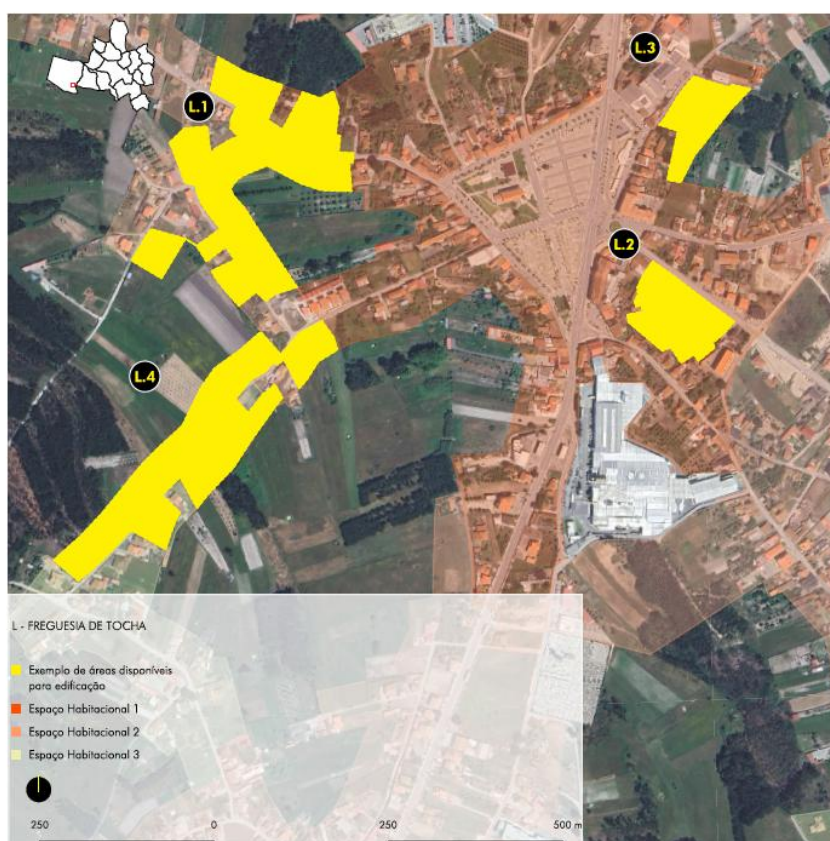 L.3
L.1
L.2
L.4
L - FREGUESIA DE TOCHA
Exemplo de áreas disponíveis
para edificação
Espaço Habitacional 1
Espaço Habitacional 2
Espaço Habitacional 3
250 0 250 500 m